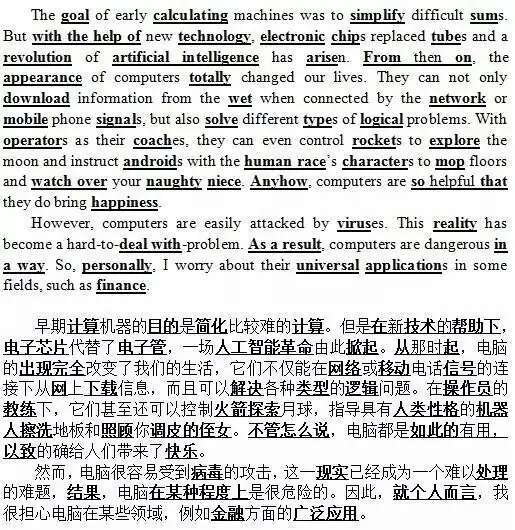 The goal of early calculating machines was to simplify difficult sums.
But with the help of new technology, electronic chips replaced tubes and a
revolution of artificial intelligence has arisen. From then on, the
appearance of computers totally changed our lives. They can not only
download information from the wet when connected by the network or
mobile phone signals, but also solve different types of logical problems. With
operators as their coaches, they can even control rockets to explore the
moon and instruct androids with the human race's characters to mop floors
and watch over your naughty niece. Anyhow, computers are so helpful that
they do bring happiness.
However, computers are easily attacked by viruses. This reality has
become a hard-to-deal with-problem. As a result, computers are dangerous in
a way. So, personally, I worry about their universal applications in some
fields, such as finance.
早期计算机器的目的是简化比较难的计算。但是在新技术的帮助下，
电子芯片代替了电子管，一场人工智能革命由此掀起。从那时起，电脑
的出现完全改变了我们的生活，它们不仅能在网络或移动电话信号的连
接下从网上下载信息，而且可以解决各种类型的逻辑问题。在操作员的
教练下，它们甚至还可以控制火箭探索月球，指导具有人类性格的机器
人擦洗地板和照顾你调皮的侄女。不管怎么说，电脑都是如此的有用，
以致的确给人们带来了快乐。
然而，电脑很容易受到病毒的攻击，这一现实已经成为一个难以处理
的难题，结果，电脑在某种程度上是很危险的。因此，就个人而言，我
很担心电脑在某些领域，例如金融方面的广泛应用。